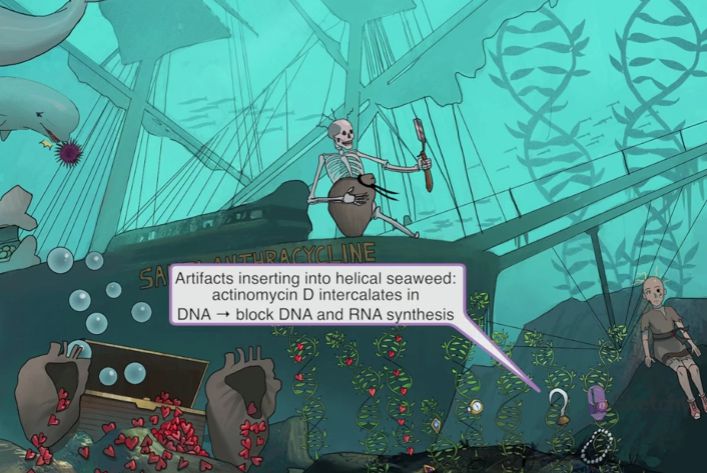 ANTHRACYCLINE
Artifacts inserting into helical seaweed:
actinomycin D intercalates in
DNA → block DNA and RNA synthesis